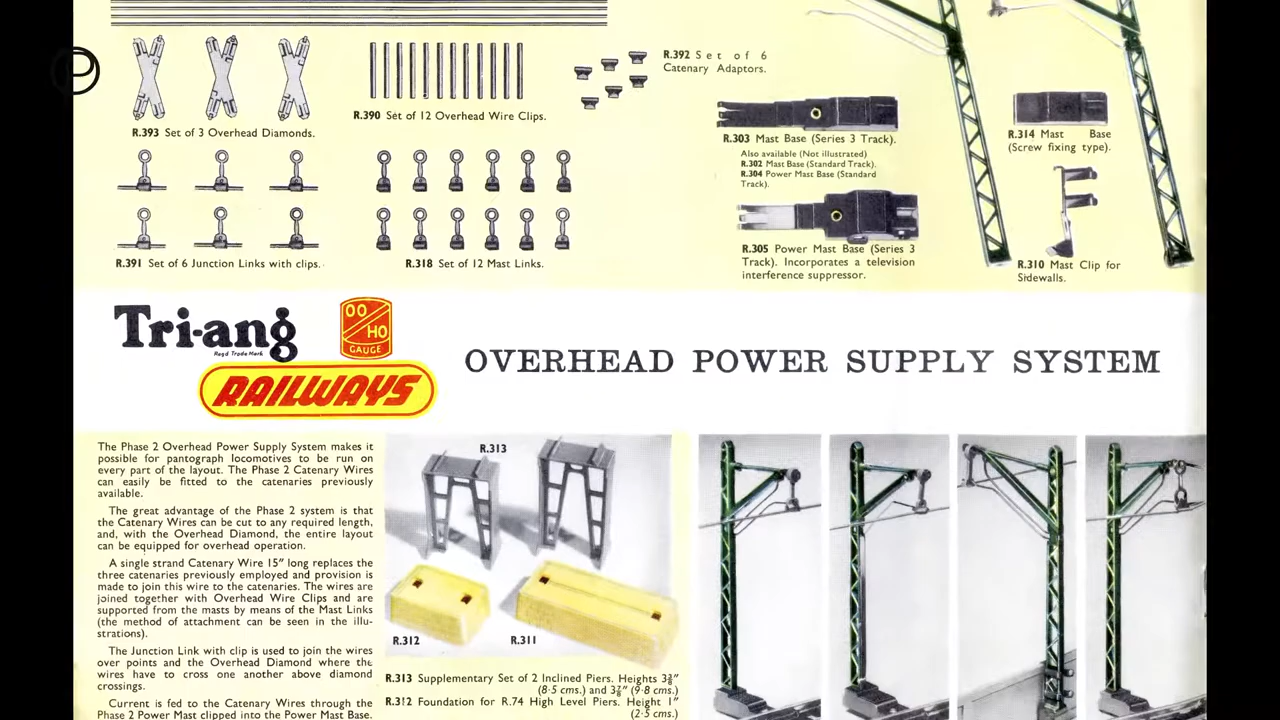 R.392 Set of 6
Catenary Adaptors.
R.390 Set of 12 Overhead Wire Clips.
R.393 Set of 3 Overhead Diamonds.
R.303 Mast Base (Series 3 Track).
Also available (Not illustrated)
R.302 Mast Base (Standard Track).
R.304 Power Mast Base (Standard
Track).
R.314 Mast Base
(Screw fixing type).
R.391 Set of 6 Junction Links with clips.
R.318 Set of 12 Mast Links.
R.305 Power Mast Base (Series 3
Track). Incorporates a television
interference suppressor.
R.310 Mast Clip for
Sidewalls.
Tri-ang
Regd Trade Mark
OO
HO
GAUGE
RAILWAYS
OVERHEAD POWER SUPPLY SYSTEM
The Phase 2 Overhead Power Supply System makes it
possible for pantograph locomotives to be run on
every part of the layout. The Phase 2 Catenary Wires
can easily be fitted to the catenaries previously
available.
The great advantage of the Phase 2 system is that
the Catenary Wires can be cut to any required length,
and, with the Overhead Diamond, the entire layout
can be equipped for overhead operation.
A single strand Catenary Wire 15″ long replaces the
three catenaries previously employed and provision is
made to join this wire to the catenaries. The wires are
joined together with Overhead Wire Clips and are
supported from the masts by means of the Mast Links
(the method of attachment can be seen in the illu-
strations).
The Junction Link with clip is used to join the wires
over points and the Overhead Diamond where the
wires have to cross one another above diamond
crossings.
Current is fed to the Catenary Wires through the
Phase 2 Power Mast clipped into the Power Mast Base.
R.313
R.312
R.311
R.313 Supplementary Set of 2 Inclined Piers. Heights 3⅜″
(8·5 cms.) and 3⅞″ (9·8 cms.)
R.312 Foundation for R.74 High Level Piers. Height 1″
(2·5 cms.)